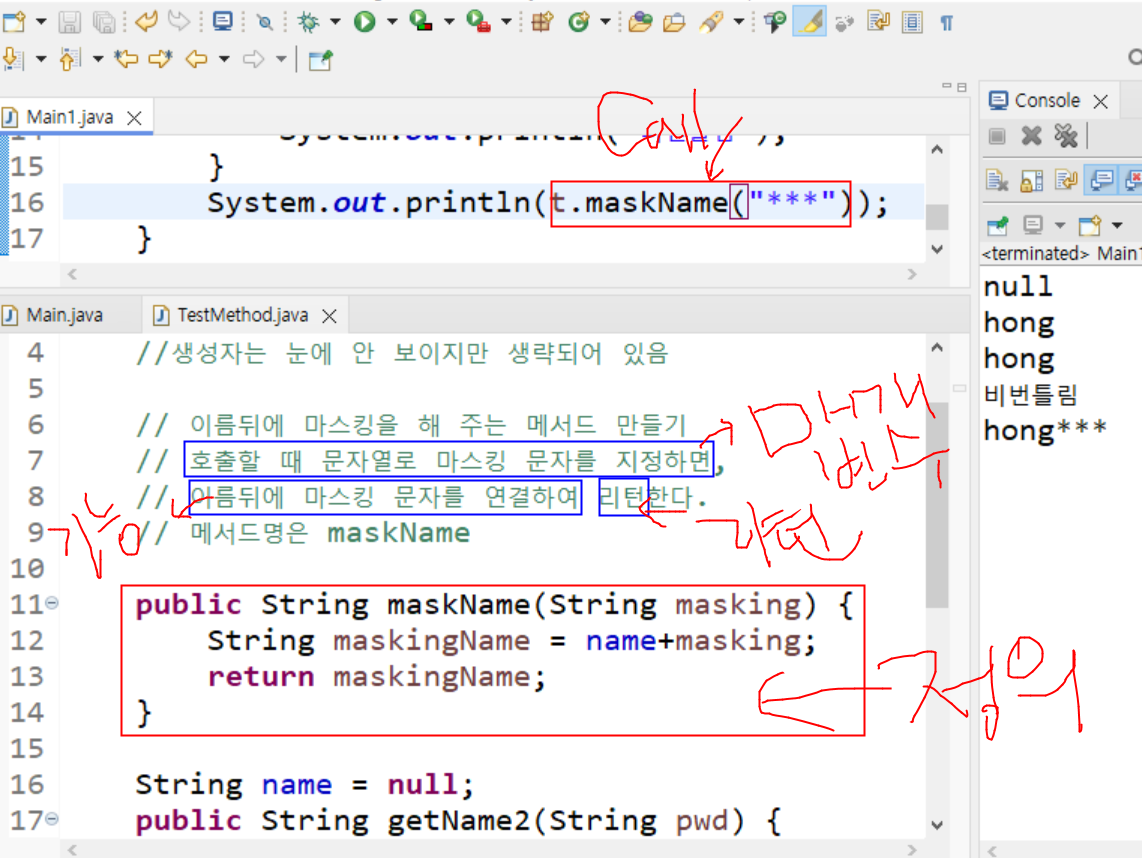 Main1.java
Call
15 }
16 System.out.println(t.maskName("***"));
17 }
Main.java TestMethod.java
4 //생성자는 눈에 안 보이지만 생략되어 있음
5
6 // 이름뒤에 마스킹을 해 주는 메서드 만들기
7 // 호출할 때 문자열로 마스킹 문자를 지정하면,
매개
변수
8 // 이름뒤에 마스킹 문자를 연결하여 리턴한다.
기능
리턴
9 // 메서드명은 maskName
10
11 public String maskName(String masking) {
12 String maskingName = name+masking;
13 return maskingName;
14 }
정의
15
16 String name = null;
17 public String getName2(String pwd) {
Console
<terminated> Main1
null
hong
hong
비번틀림
hong***